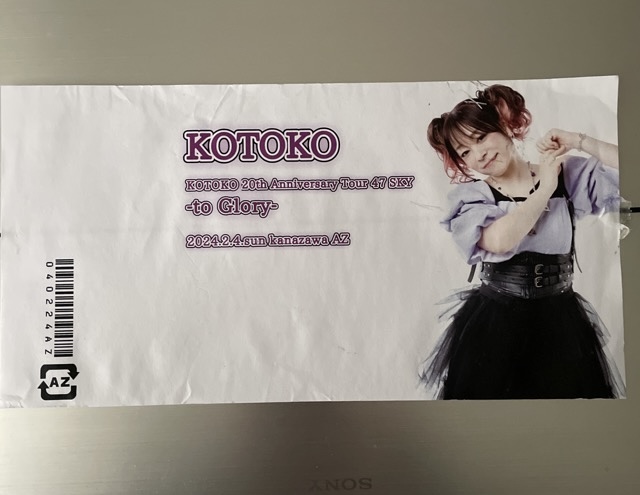 KOTOKO
KOTOKO 20th Anniversary Tour 47 SKY
-to Glory-
2024.2.4.sun kanazawa AZ
040224AZ
AZ
SONY